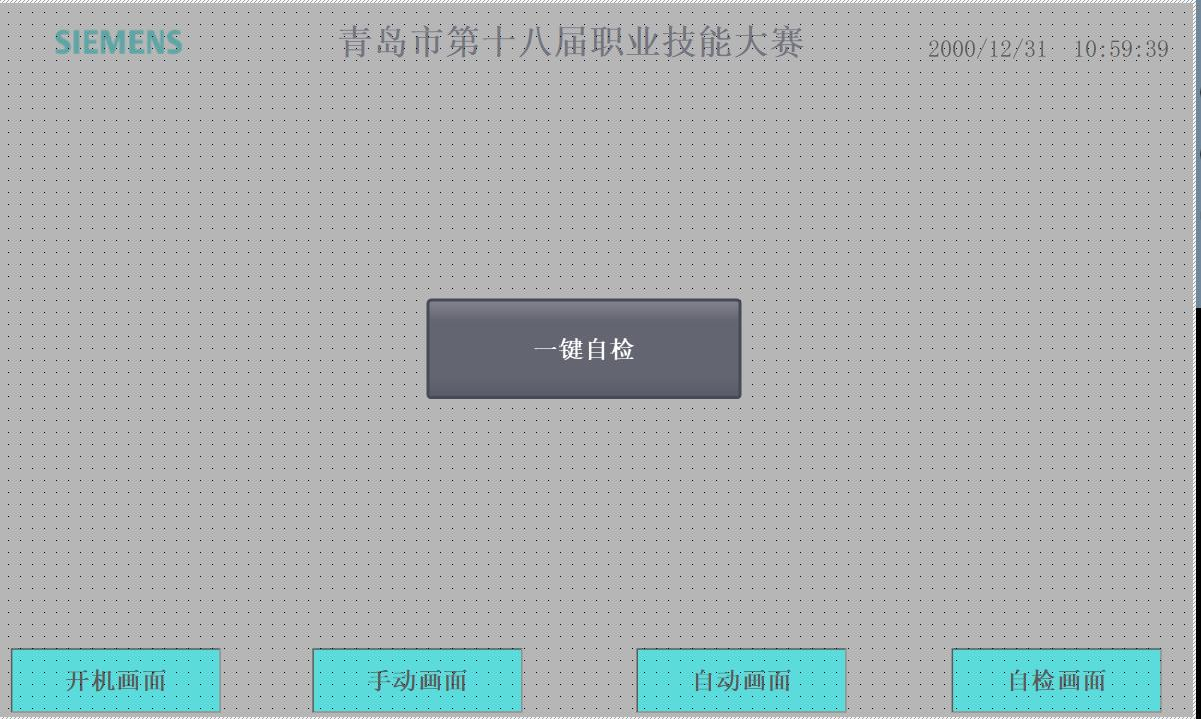 SIEMENS
青岛市第十八届职业技能大赛
2000/12/31 10:59:39
一键自检
开机画面
手动画面
自动画面
自检画面